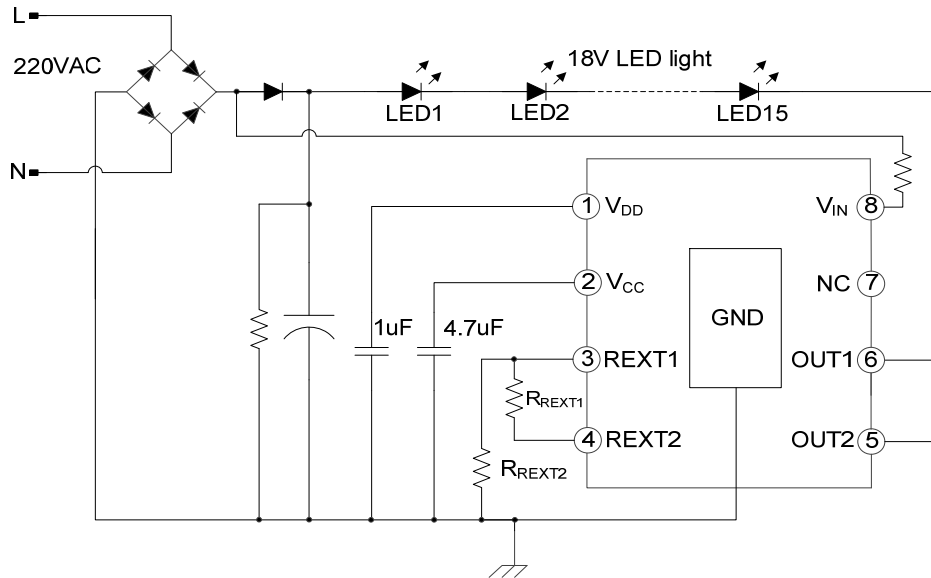 L
220VAC
N
18V LED light
LED1
LED2
LED15
1
VDD
VIN
8
2
VCC
NC
7
GND
1uF
4.7uF
3
REXT1
OUT1
6
RREXT1
4
REXT2
OUT2
5
RREXT2